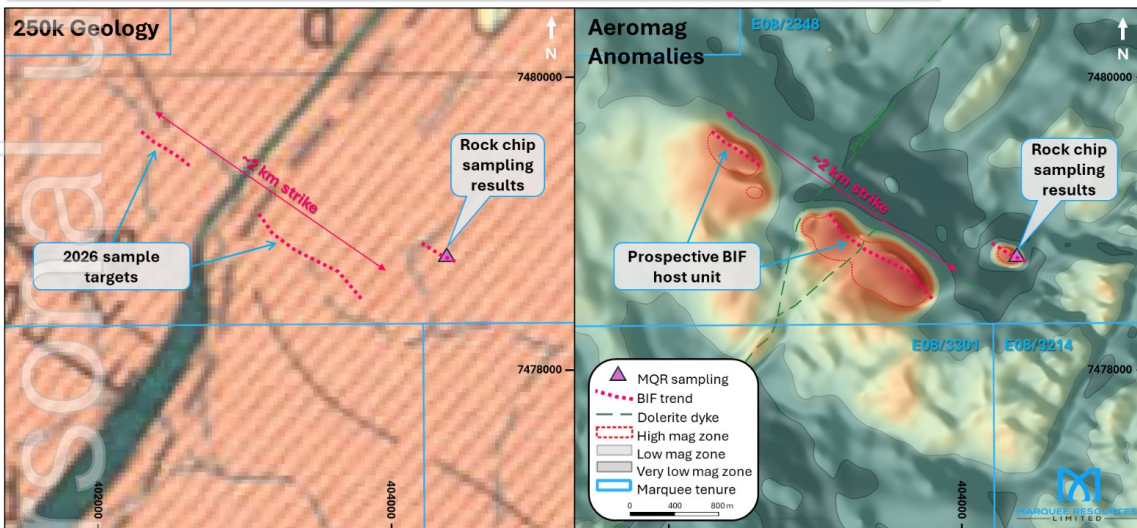 250k Geology
N
7480000
Rock chip
sampling
results
~2 km strike
2026 sample
targets
7478000
402000
404000
sonal u
Aeromag
Anomalies
E08/2348
N
7480000
Rock chip
sampling
results
~2 km strike
Prospective BIF
host unit
E08/3301
E08/3214
7478000
MQR sampling
BIF trend
Dolerite dyke
High mag zone
Low mag zone
Very low mag zone
Marquee tenure
0 400 800 m
404000
MARQUEE RESOURCES
LIMITED